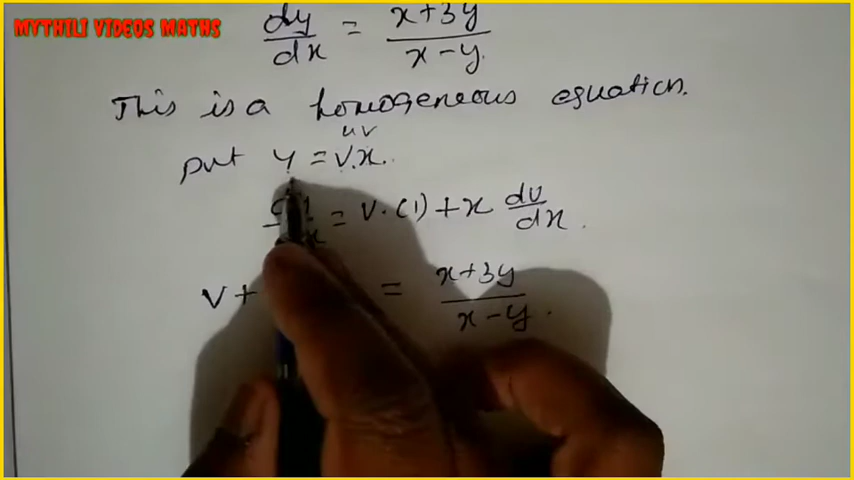 MYTHILI VIDEOS MATHS
dy/dx = x+3y/x-y.
This is a homogeneous equation.
u v
put y = v.x.
= v.(1) + x dv/dx.
v+ = x+3y/x-y.